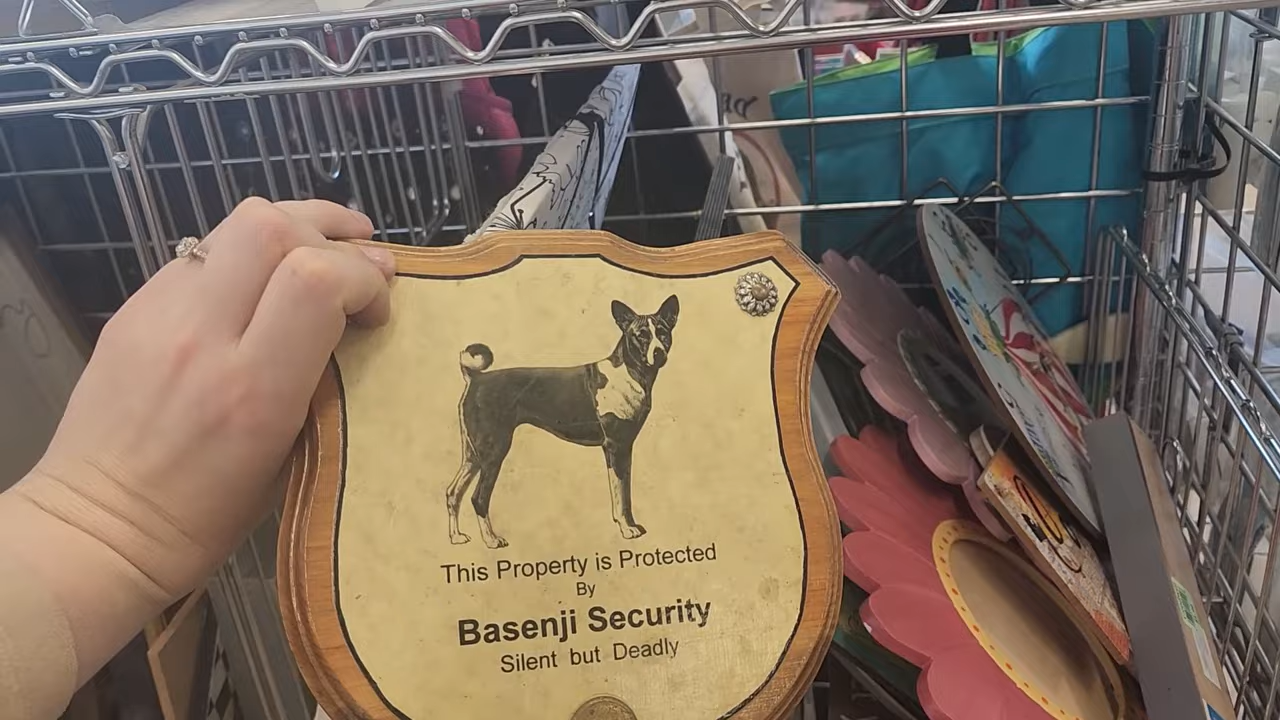 This Property is Protected
By
Basenji Security
Silent but Deadly